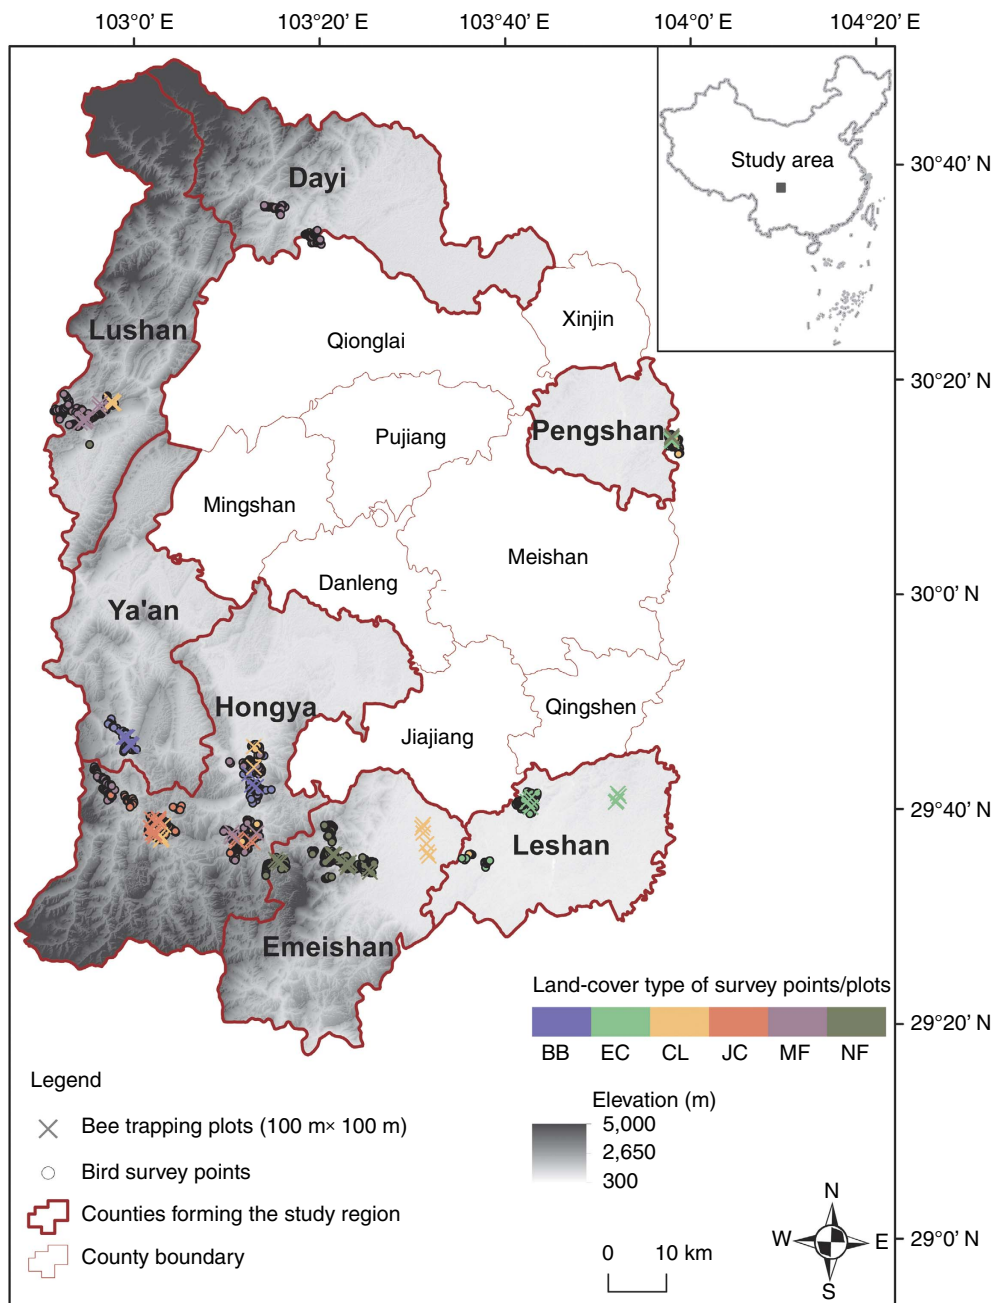 103°0' E 103°20' E 103°40' E 104°0' E 104°20' E
Study area
30°40' N
Dayi
Xinjin
Lushan
Qionglai
30°20' N
Pengshan
Pujiang
Mingshan
Meishan
Danleng
30°0' N
Ya'an
Hongya
Qingshen
Jiajiang
29°40' N
Leshan
Emeishan
Land-cover type of survey points/plots
29°20' N
BB EC CL JC MF NF
Legend
Elevation (m)
5,000
2,650
300
Bee trapping plots (100 m× 100 m)
Bird survey points
Counties forming the study region
County boundary
0 10 km
N
W E
S
29°0' N